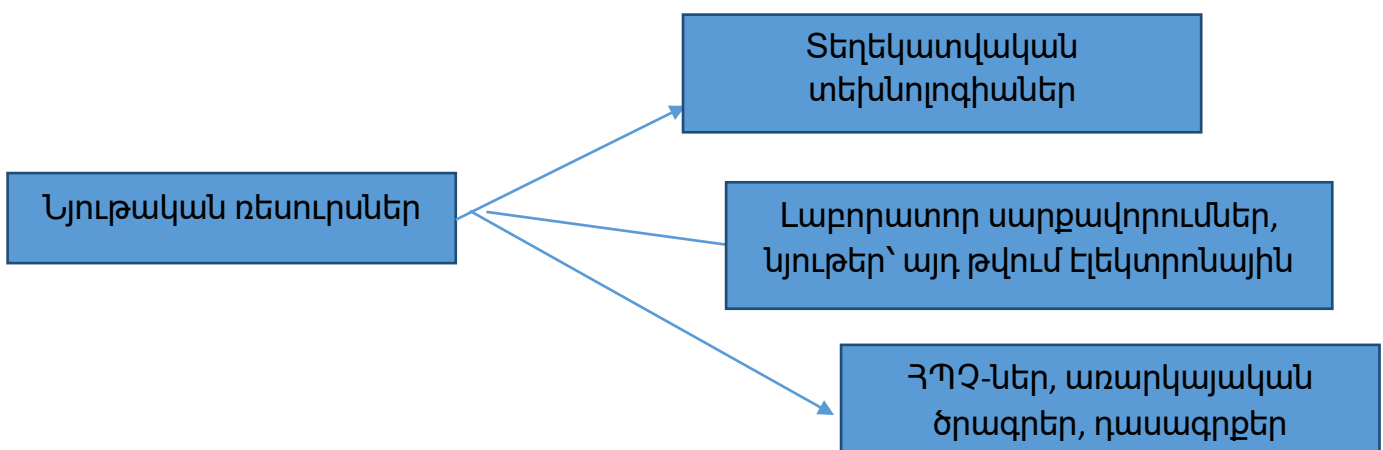 Տեղեկատվական
տեխնոլոգիաներ
Նյութական ռեսուրսներ
Լաբորատոր սարքավորումներ,
նյութեր՝ այդ թվում էլեկտրոնային
ՀՊՉ-ներ, առարկայական
ծրագրեր, դասագրքեր